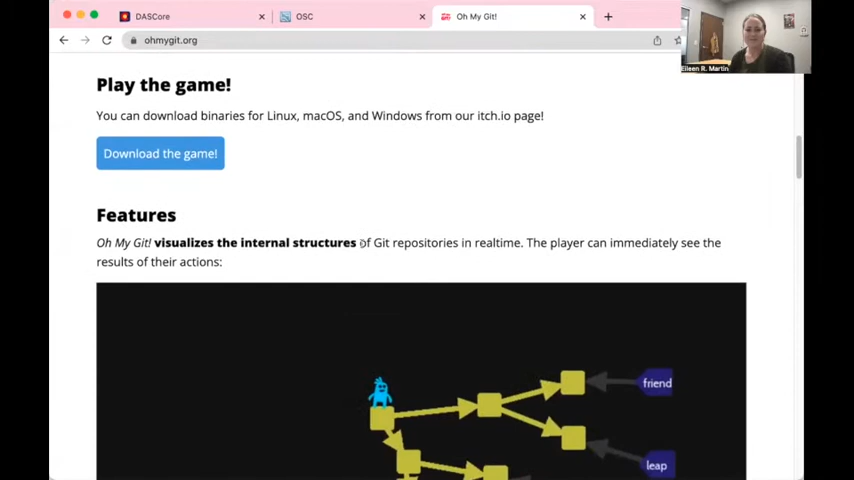 DASCore
OSC
Oh My Git!
ohmygit.org
Eileen R. Martin
Play the game!
You can download binaries for Linux, macOS, and Windows from our itch.io page!
Download the game!
Features
Oh My Git! visualizes the internal structures of Git repositories in realtime. The player can immediately see the
results of their actions:
friend
leap